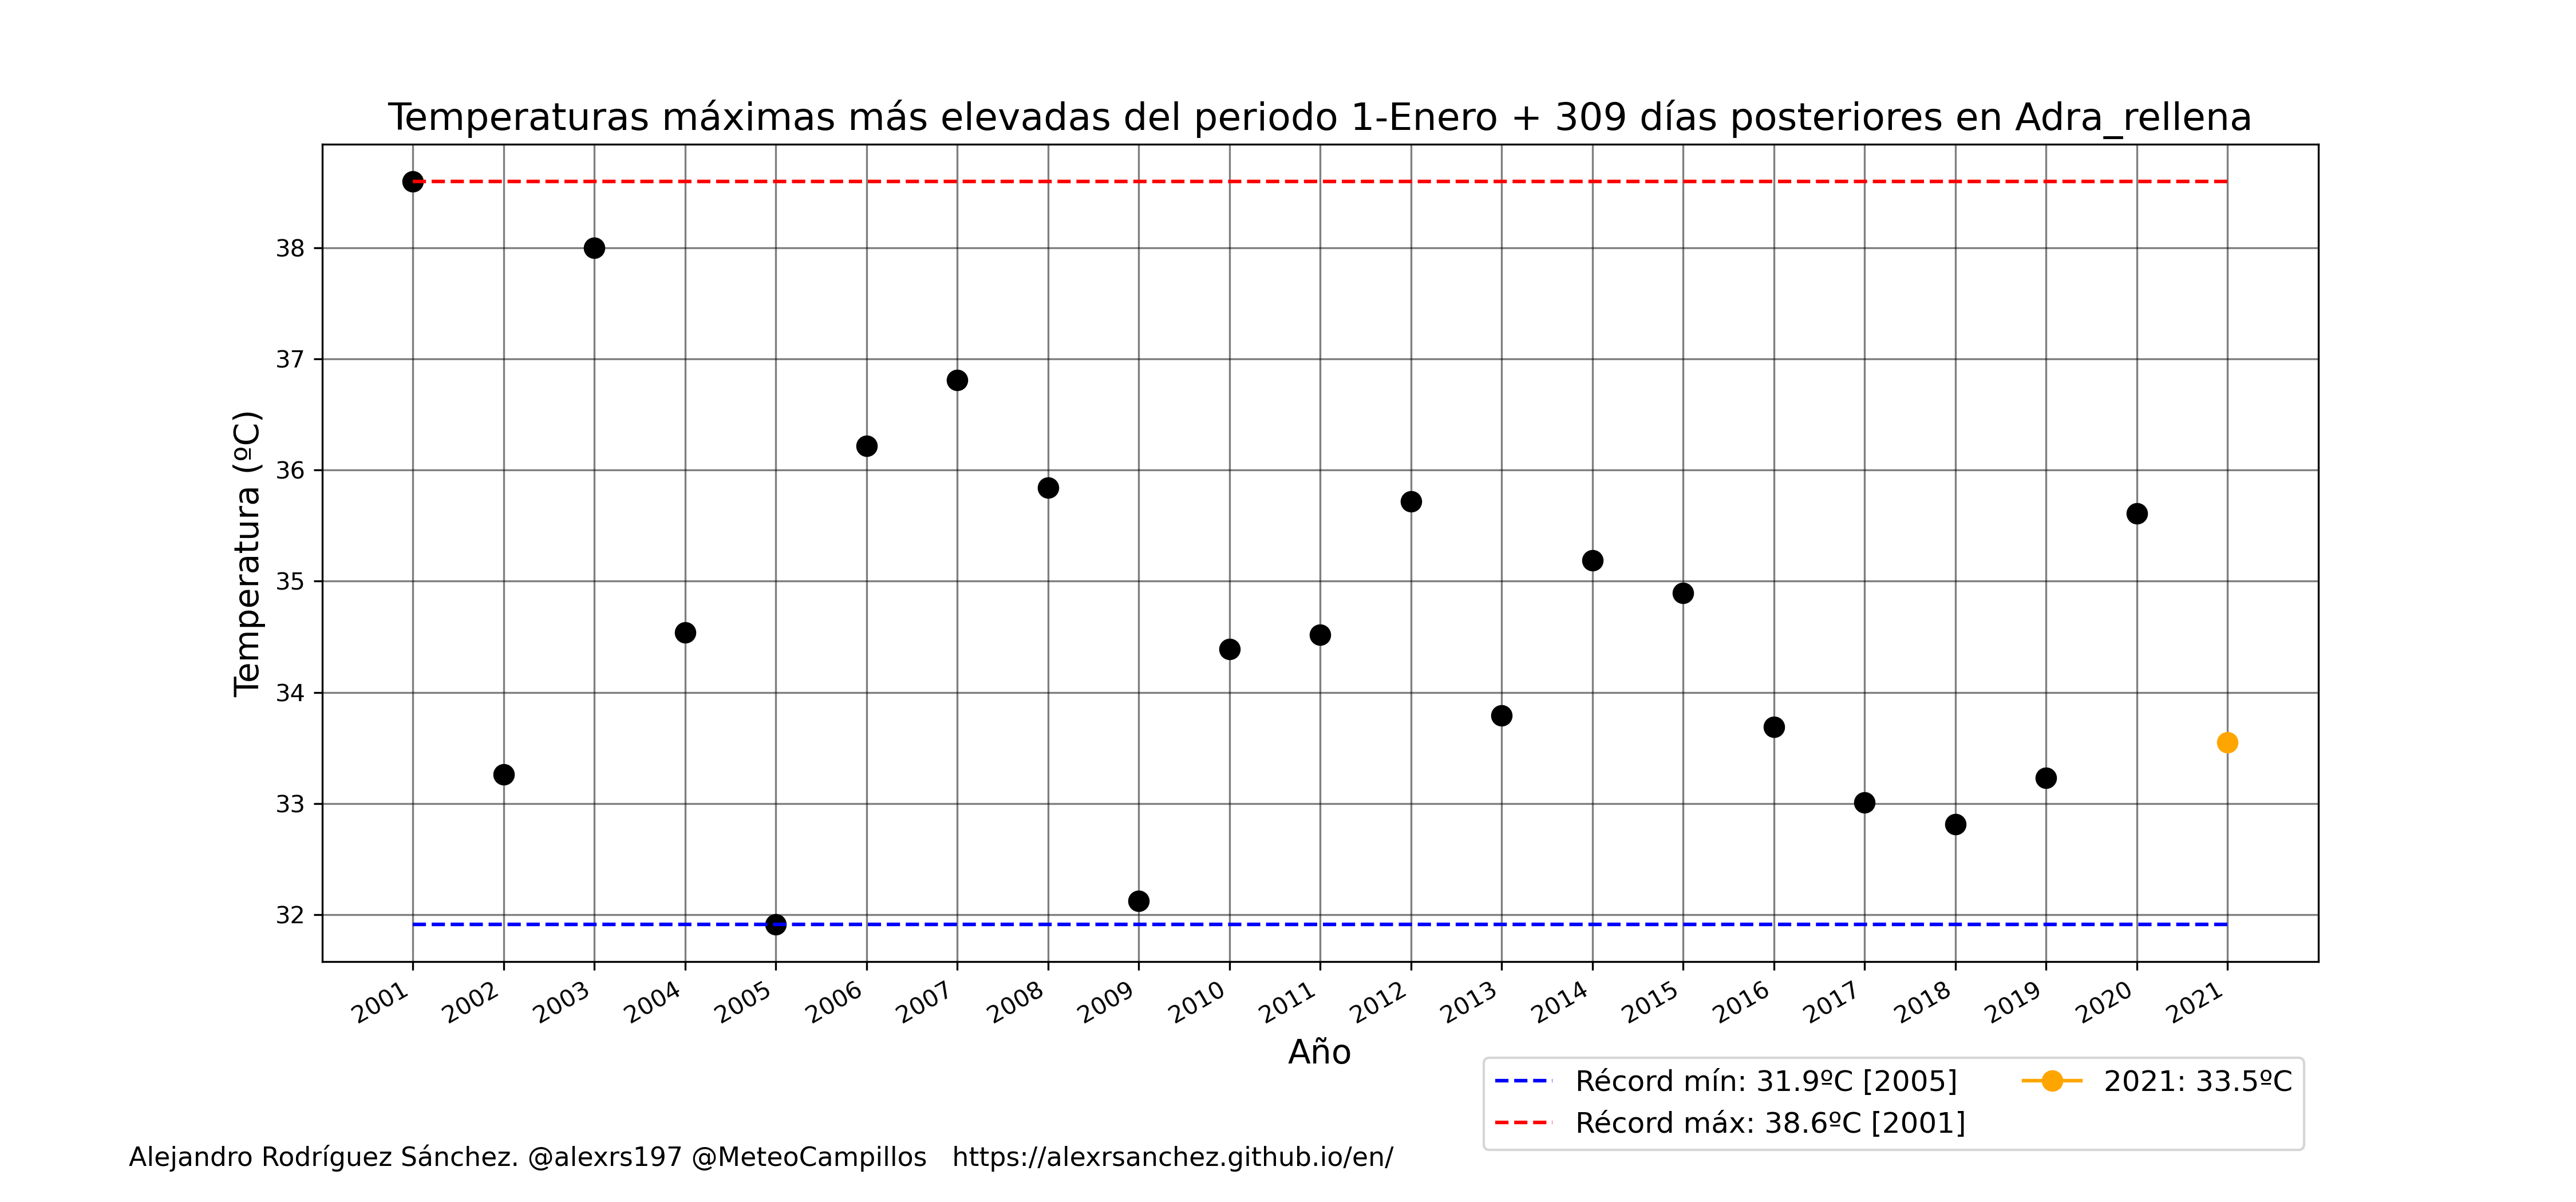 Temperaturas máximas más elevadas del periodo 1-Enero + 309 días posteriores en Adra_rellena
Temperatura (ºC)
38
37
36
35
34
33
32
2001 2002 2003 2004 2005 2006 2007 2008 2009 2010 2011 2012 2013 2014 2015 2016 2017 2018 2019 2020 2021
Año
Récord mín: 31.9ºC [2005]
Récord máx: 38.6ºC [2001]
2021: 33.5ºC
Alejandro Rodríguez Sánchez. @alexrs197 @MeteoCampillos https://alexrsanchez.github.io/en/